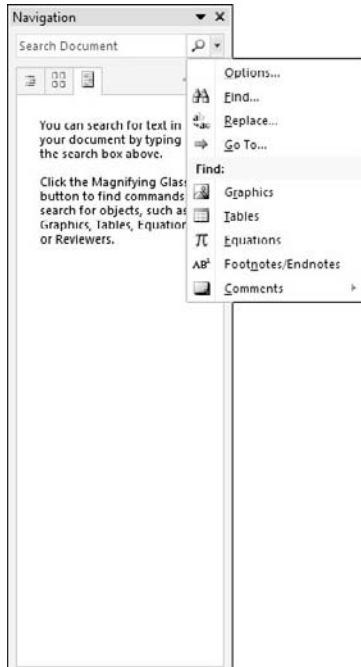 Navigation
Search Document
Options...
Find...
Replace...
Go To...
Find:
Graphics
Tables
Equations
Footnotes/Endnotes
Comments
You can search for text in
your document by typing
the search box above.
Click the Magnifying Glas
button to find commands
search for objects, such as
Graphics, Tables, Equation
or Reviewers.